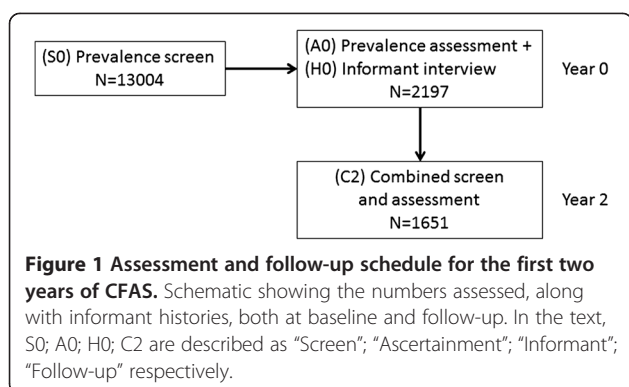 (S0) Prevalence screen
N=13004
(A0) Prevalence assessment +
(H0) Informant interview
N=2197
Year 0
(C2) Combined screen
and assessment
N=1651
Year 2
Figure 1 Assessment and follow-up schedule for the first two
years of CFAS. Schematic showing the numbers assessed, along
with informant histories, both at baseline and follow-up. In the text,
S0; A0; H0; C2 are described as “Screen”; “Ascertainment”; “Informant”;
“Follow-up” respectively.